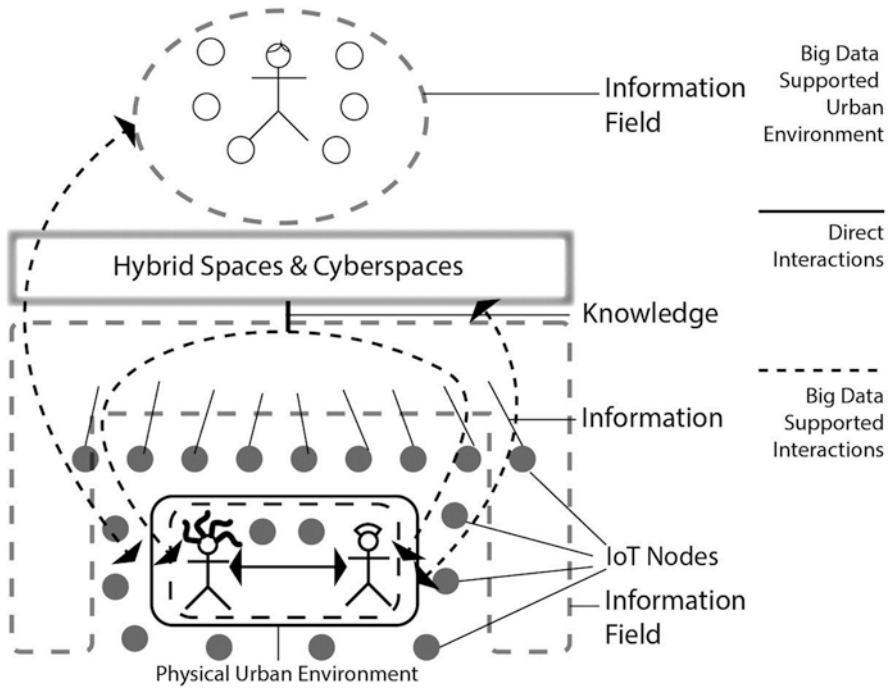 Big Data
Supported
Urban
Environment
Information
Field
Direct
Interactions
Hybrid Spaces & Cyberspaces
Knowledge
Big Data
Supported
Interactions
Information
IoT Nodes
Information
Field
Physical Urban Environment